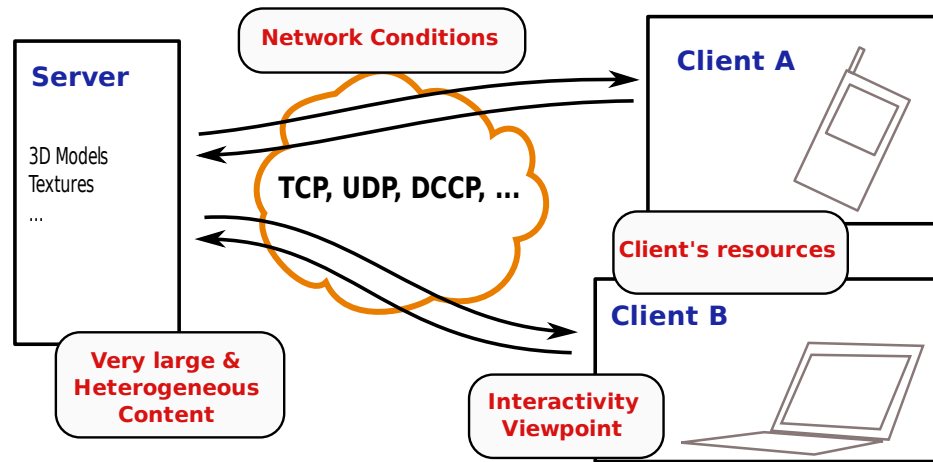 Network Conditions
Server
3D Models
Textures
...
Client A
TCP, UDP, DCCP, ...
Client's resources
Client B
Very large &
Heterogeneous
Content
Interactivity
Viewpoint